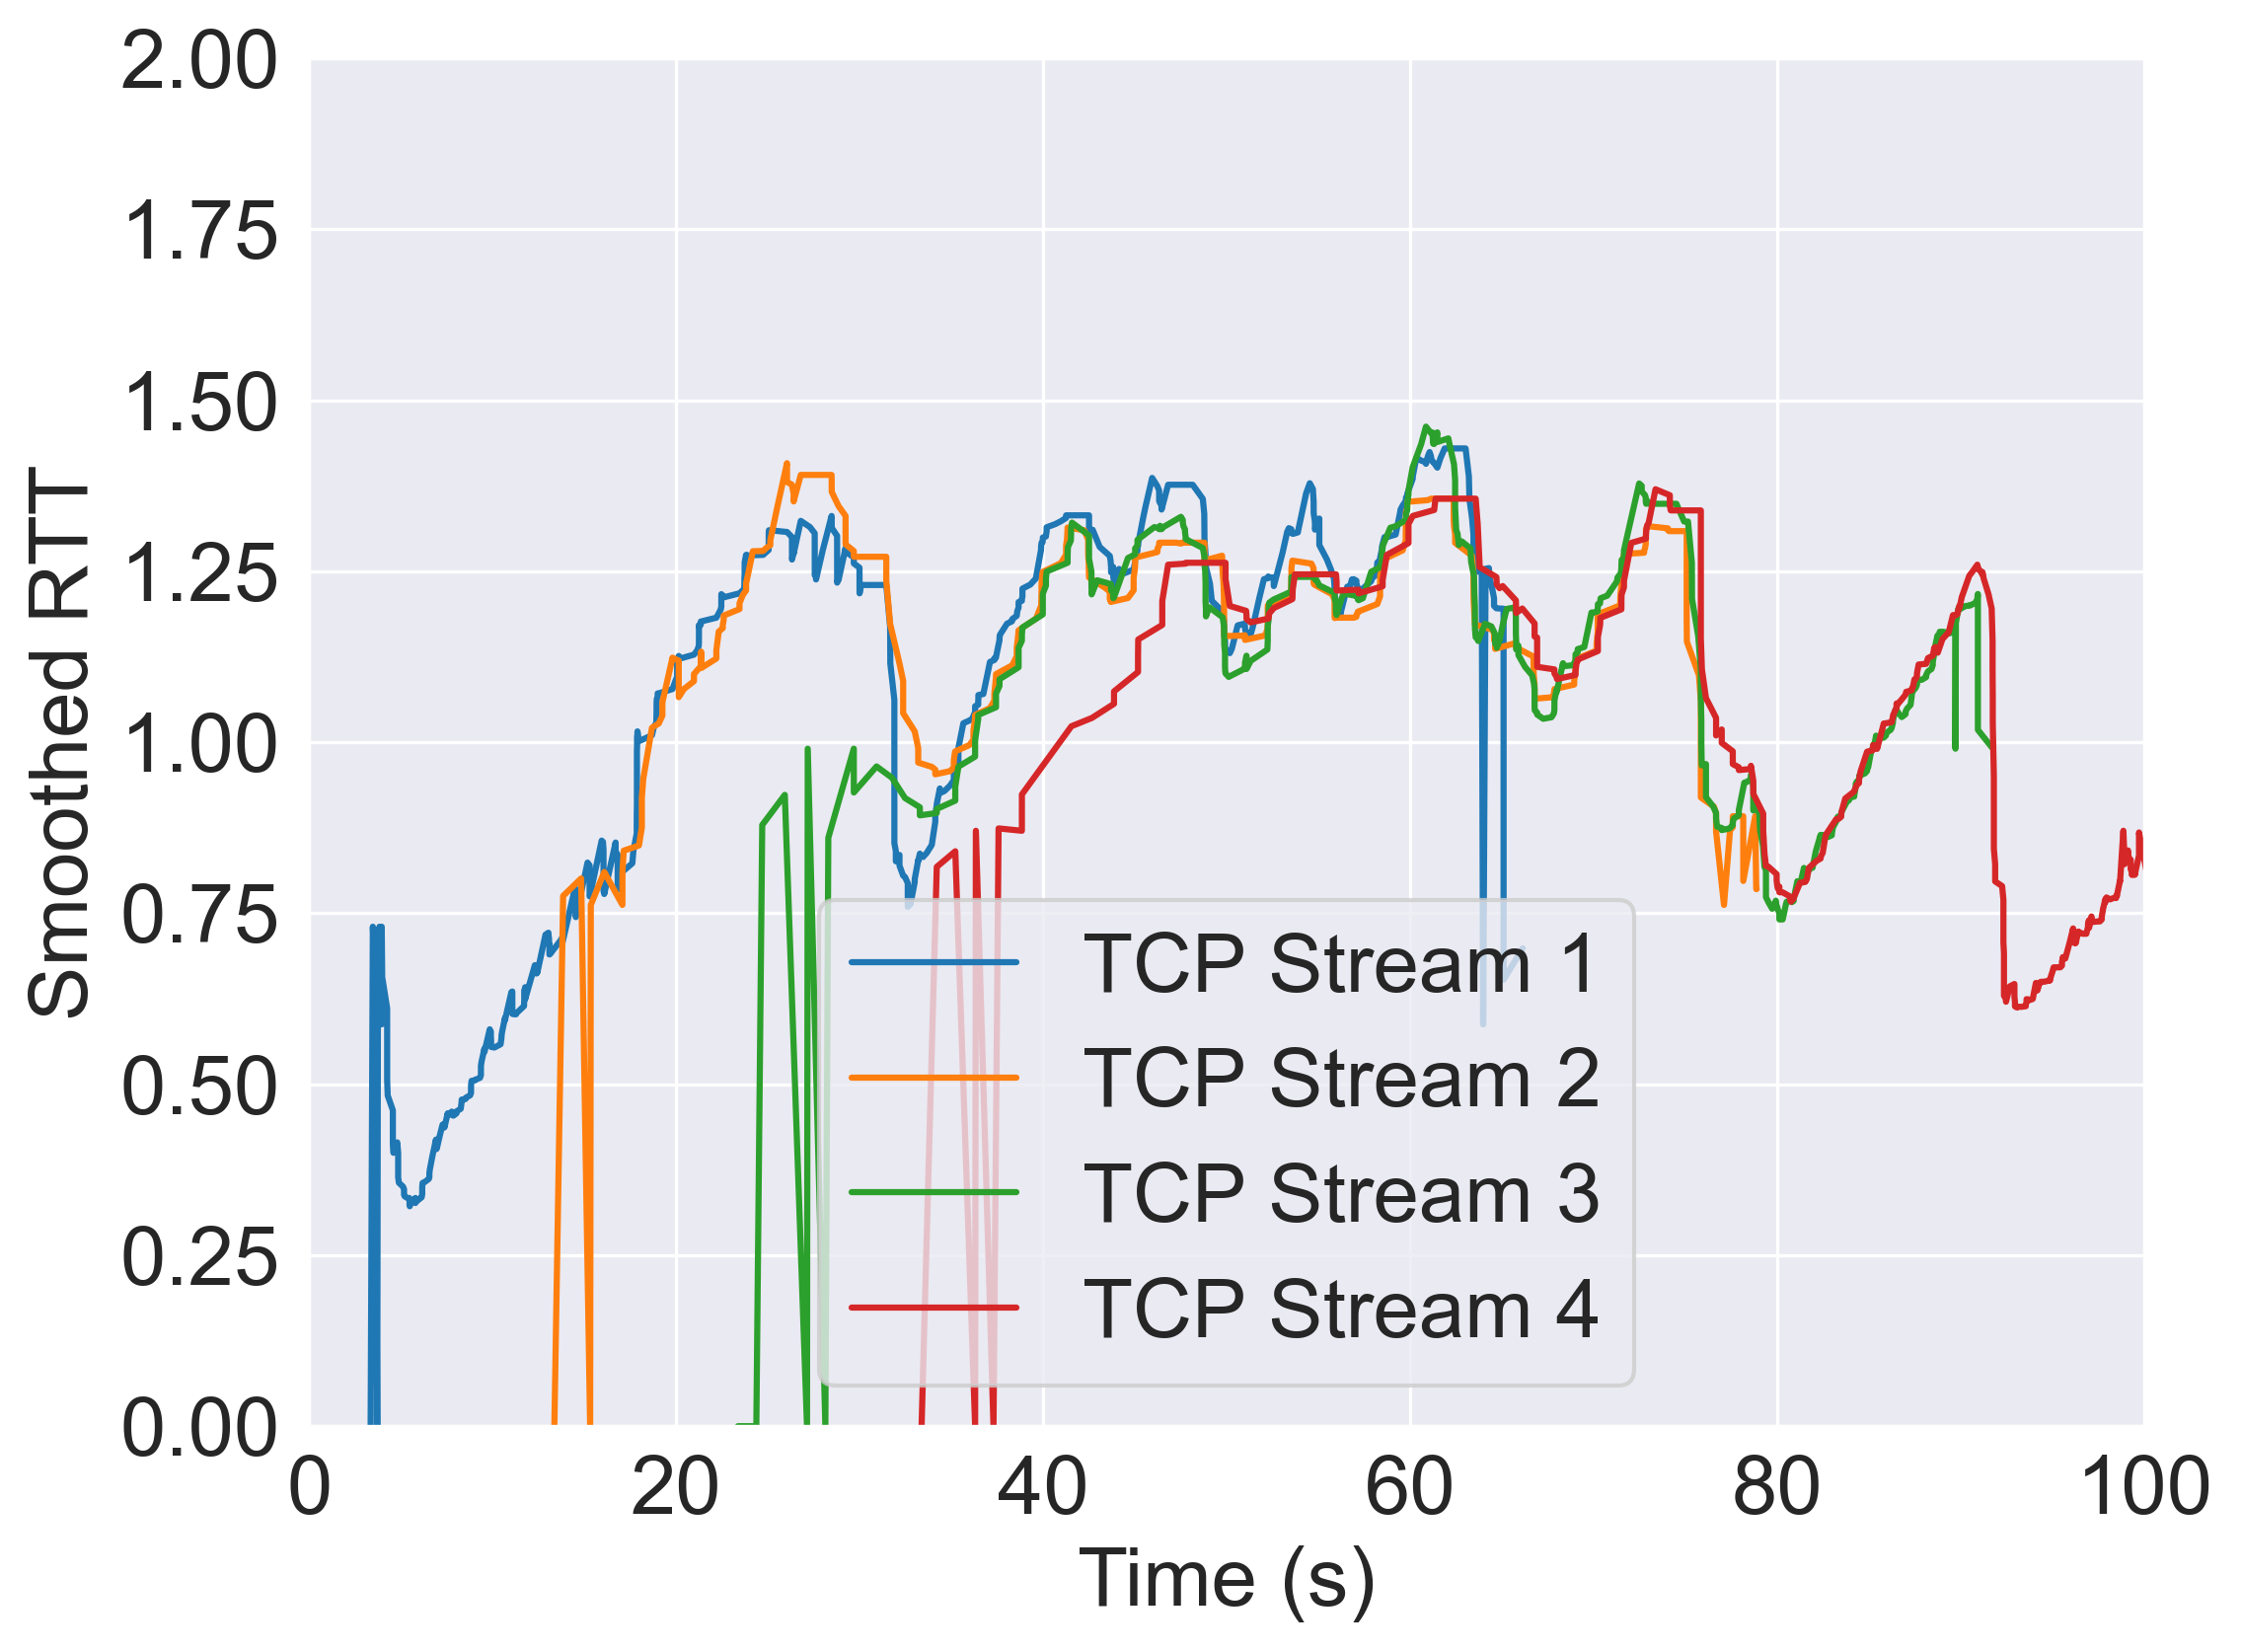 2.00
1.75
1.50
1.25
1.00
0.75
0.50
0.25
0.00
Smoothed RTT
TCP Stream 1
TCP Stream 2
TCP Stream 3
TCP Stream 4
0 20 40 60 80 100
Time (s)